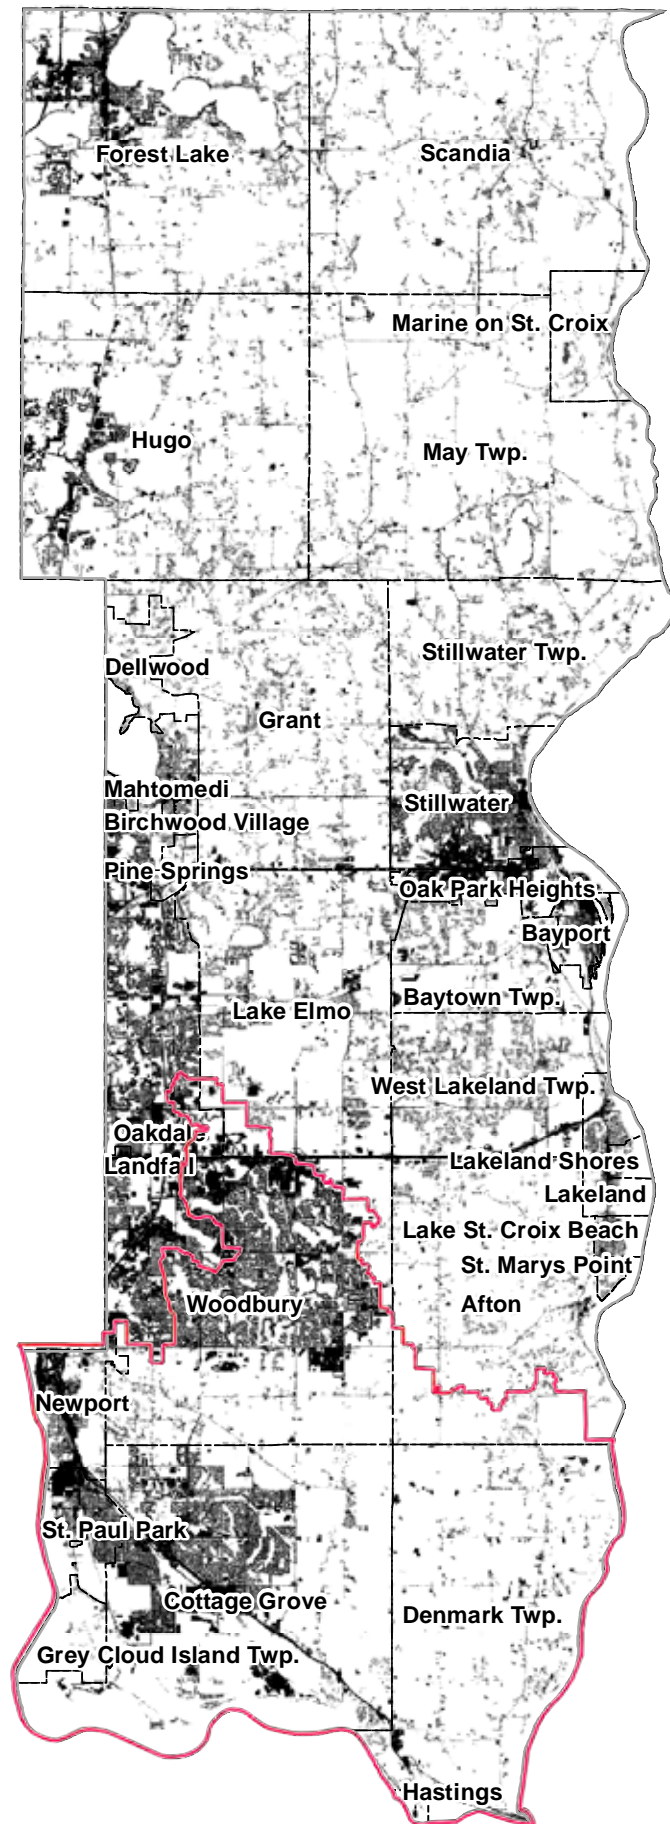 Forest Lake
Scandia
Marine on St. Croix
Hugo
May Twp.
Stillwater Twp.
Dellwood
Grant
Mahtomedi
Stillwater
Birchwood Village
Pine Springs
Oak Park Heights
Bayport
Baytown Twp.
Lake Elmo
West Lakeland Twp.
Oakdale
Landfall
Lakeland Shores
Lakeland
Lake St. Croix Beach
St. Marys Point
Woodbury
Afton
Newport
St. Paul Park
Cottage Grove
Denmark Twp.
Grey Cloud Island Twp.
Hastings